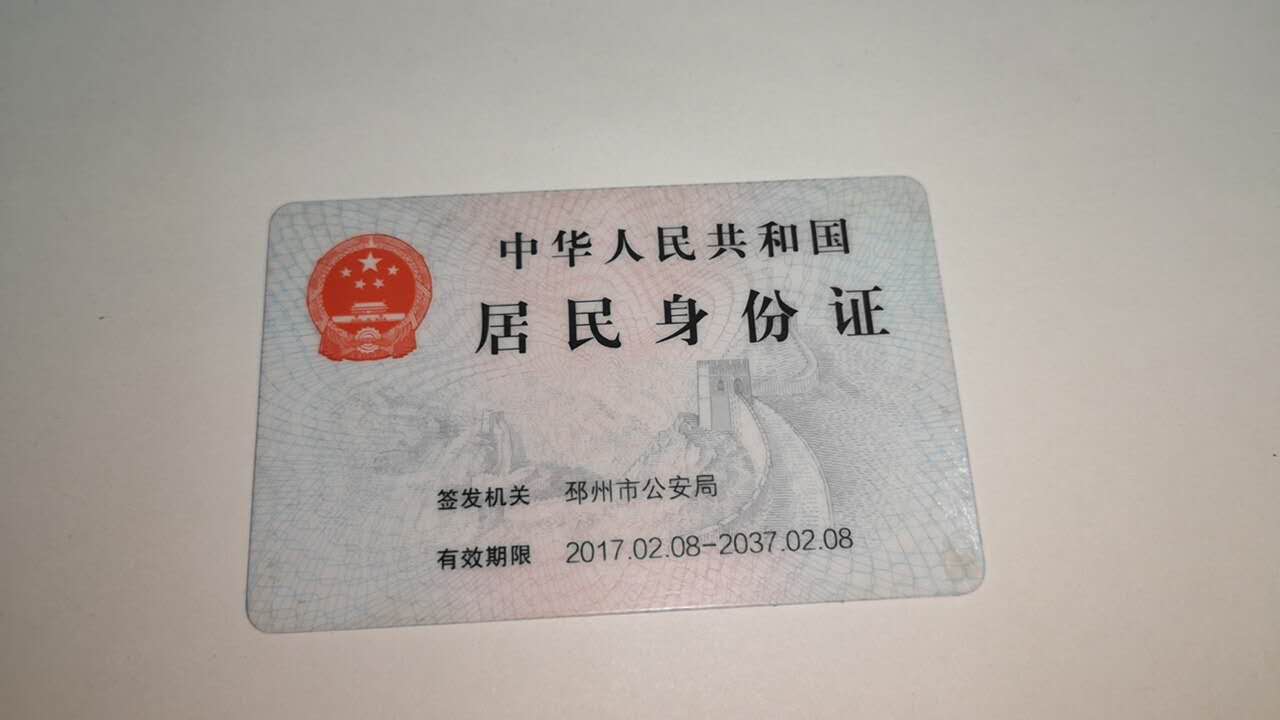 中华人民共和国
居民身份证
签发机关 邳州市公安局
有效期限 2017.02.08-2037.02.08